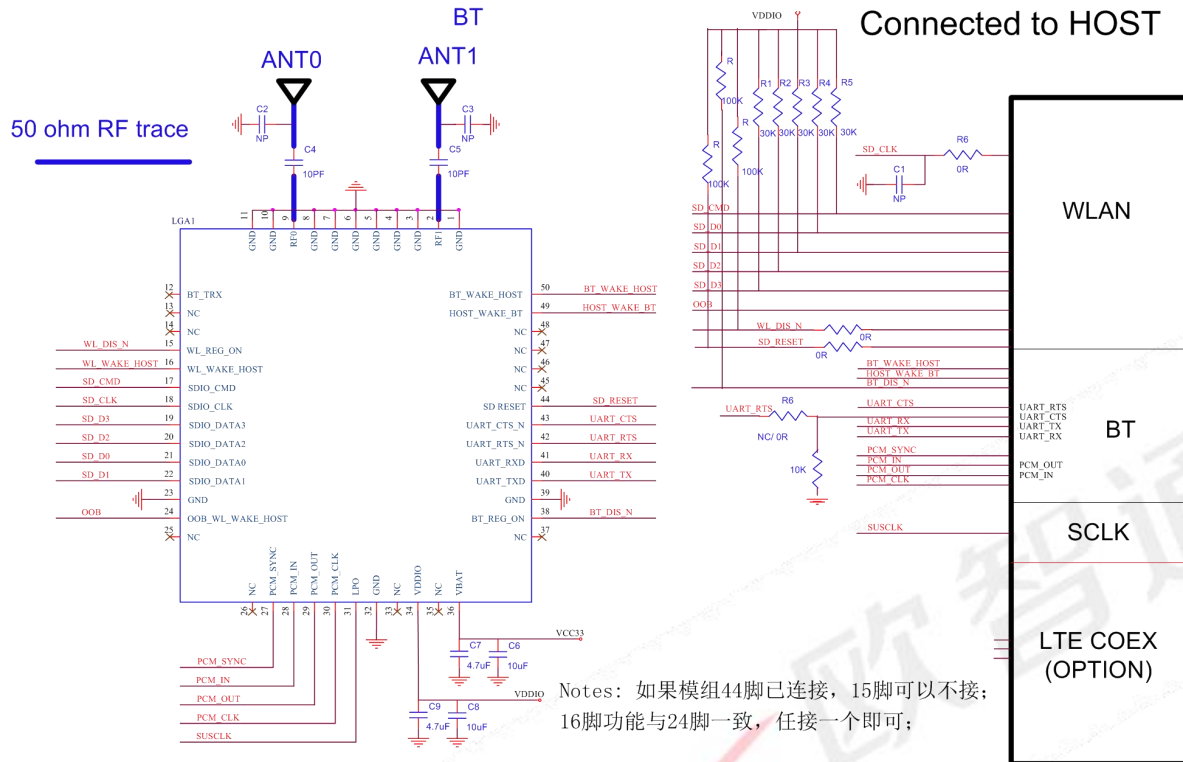 BT
Connected to HOST
ANT0
ANT1
50 ohm RF trace
C2
NP
C3
NP
C4
10PF
C5
10PF
LGA1
11
10
9
8
7
6
5
4
3
2
1
GND
GND
RF0
GND
GND
GND
GND
GND
GND
RF1
GND
12
BT_TRX
13
NC
14
NC
WL_DIS_N
15
WL_REG_ON
WL_WAKE_HOST
16
WL_WAKE_HOST
SD_CMD
17
SDIO_CMD
SD_CLK
18
SDIO_CLK
SD_D3
19
SDIO_DATA3
SD_D2
20
SDIO_DATA2
SD_D0
21
SDIO_DATA0
SD_D1
22
SDIO_DATA1
23
GND
OOB
24
OOB_WL_WAKE_HOST
25
NC
BT_WAKE_HOST
50
BT_WAKE_HOST
HOST_WAKE_BT
49
HOST_WAKE_BT
NC
48
NC
47
NC
46
NC
45
SD RESET
44
SD_RESET
UART_CTS_N
43
UART_CTS
UART_RTS_N
42
UART_RTS
UART_RXD
41
UART_RX
UART_TXD
40
UART_TX
GND
39
BT_REG_ON
38
BT_DIS_N
NC
37
NC
PCM_SYNC
PCM_IN
PCM_OUT
PCM_CLK
LPO
GND
NC
VDDIO
NC
VBAT
26
27
28
29
30
31
32
33
34
35
36
PCM_SYNC
PCM_IN
PCM_OUT
PCM_CLK
SUSCLK
VCC33
C7
4.7uF
C6
10uF
VDDIO
C9
4.7uF
C8
10uF
Notes: 如果模组44脚已连接，15脚可以不接；
16脚功能与24脚一致，任接一个即可；
VDDIO
R
100K
R
100K
R
100K
R1
R2
R3
R4
R5
30K
30K
30K
30K
30K
SD_CLK
R6
0R
C1
NP
SD_CMD
SD_D0
SD_D1
SD_D2
SD_D3
OOB
WL_DIS_N
0R
SD_RESET
0R
BT_WAKE_HOST
HOST_WAKE_BT
BT_DIS_N
UART_RTS
R6
NC/ 0R
10K
UART_CTS
UART_RX
UART_TX
PCM_SYNC
PCM_IN
PCM_OUT
PCM_CLK
SUSCLK
WLAN
UART_RTS
UART_CTS
UART_TX
UART_RX
BT
PCM_OUT
PCM_IN
SCLK
LTE COEX
(OPTION)
欧智通